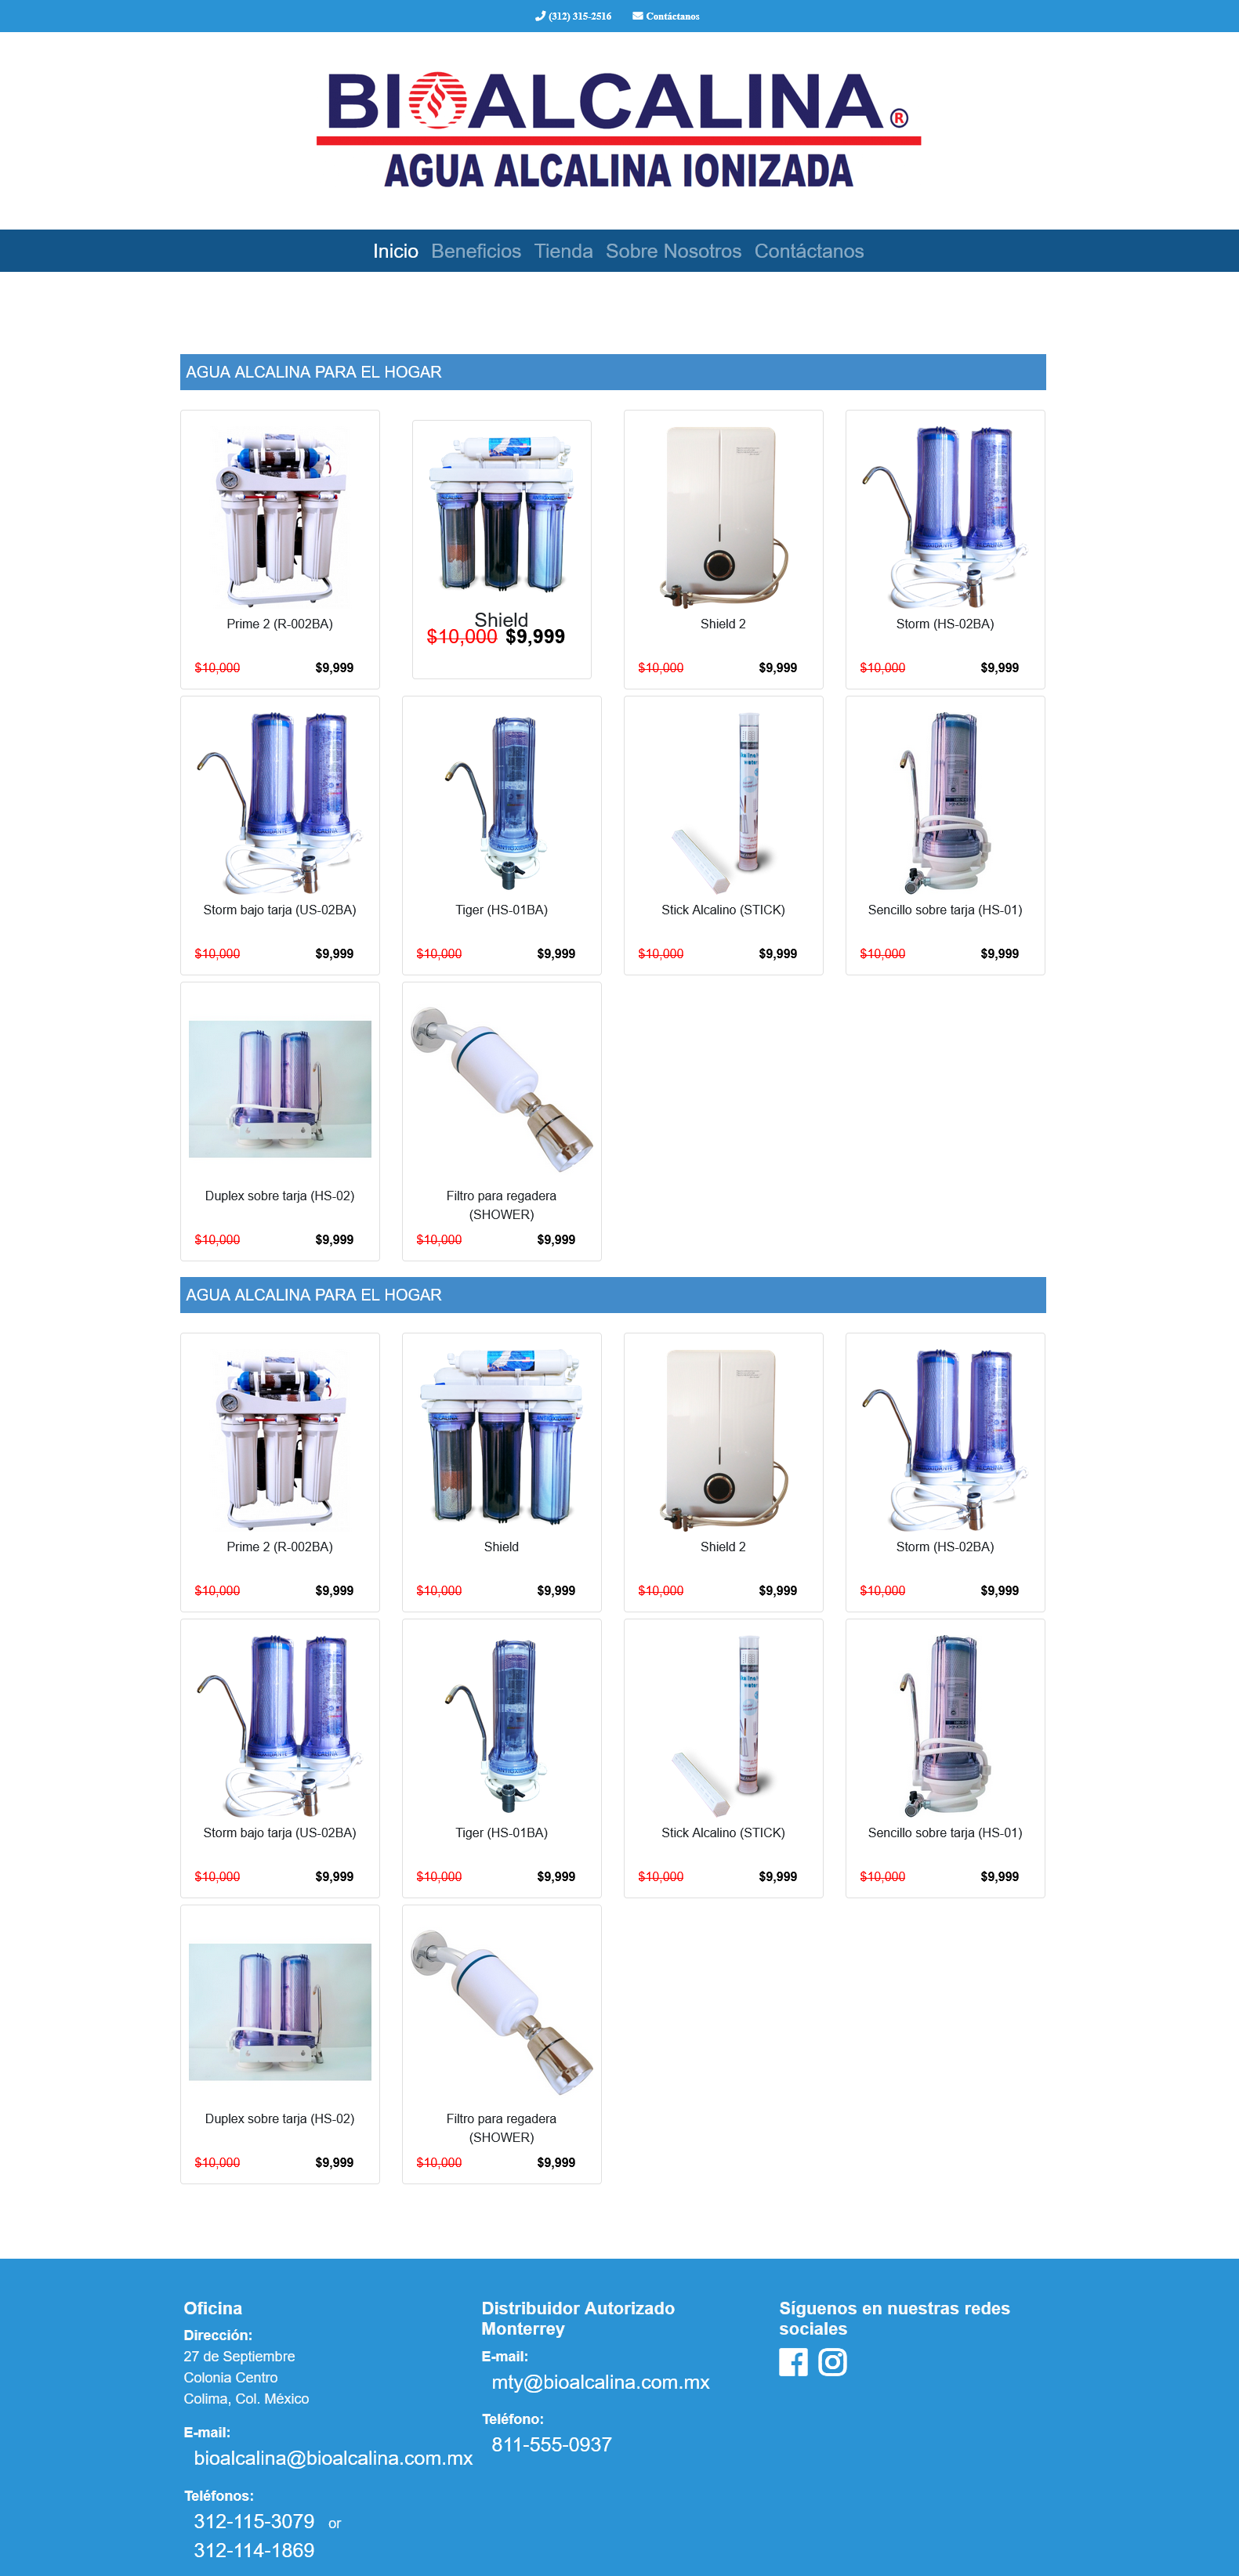 (312) 315-2516 Contáctanos
BIOALCALINA®
AGUA ALCALINA IONIZADA
Inicio Beneficios Tienda Sobre Nosotros Contáctanos
AGUA ALCALINA PARA EL HOGAR
Prime 2 (R-002BA)
$10,000 $9,999
Shield
$10,000 $9,999
Shield 2
$10,000 $9,999
Storm (HS-02BA)
$10,000 $9,999
Storm bajo tarja (US-02BA)
$10,000 $9,999
Tiger (HS-01BA)
$10,000 $9,999
Stick Alcalino (STICK)
$10,000 $9,999
Sencillo sobre tarja (HS-01)
$10,000 $9,999
Duplex sobre tarja (HS-02)
$10,000 $9,999
Filtro para regadera
(SHOWER)
$10,000 $9,999
AGUA ALCALINA PARA EL HOGAR
Prime 2 (R-002BA)
$10,000 $9,999
Shield
$10,000 $9,999
Shield 2
$10,000 $9,999
Storm (HS-02BA)
$10,000 $9,999
Storm bajo tarja (US-02BA)
$10,000 $9,999
Tiger (HS-01BA)
$10,000 $9,999
Stick Alcalino (STICK)
$10,000 $9,999
Sencillo sobre tarja (HS-01)
$10,000 $9,999
Duplex sobre tarja (HS-02)
$10,000 $9,999
Filtro para regadera
(SHOWER)
$10,000 $9,999
Oficina
Dirección:
27 de Septiembre
Colonia Centro
Colima, Col. México
E-mail:
bioalcalina@bioalcalina.com.mx
Teléfonos:
312-115-3079 or
312-114-1869
Distribuidor Autorizado
Monterrey
E-mail:
mty@bioalcalina.com.mx
Teléfono:
811-555-0937
Síguenos en nuestras redes
sociales